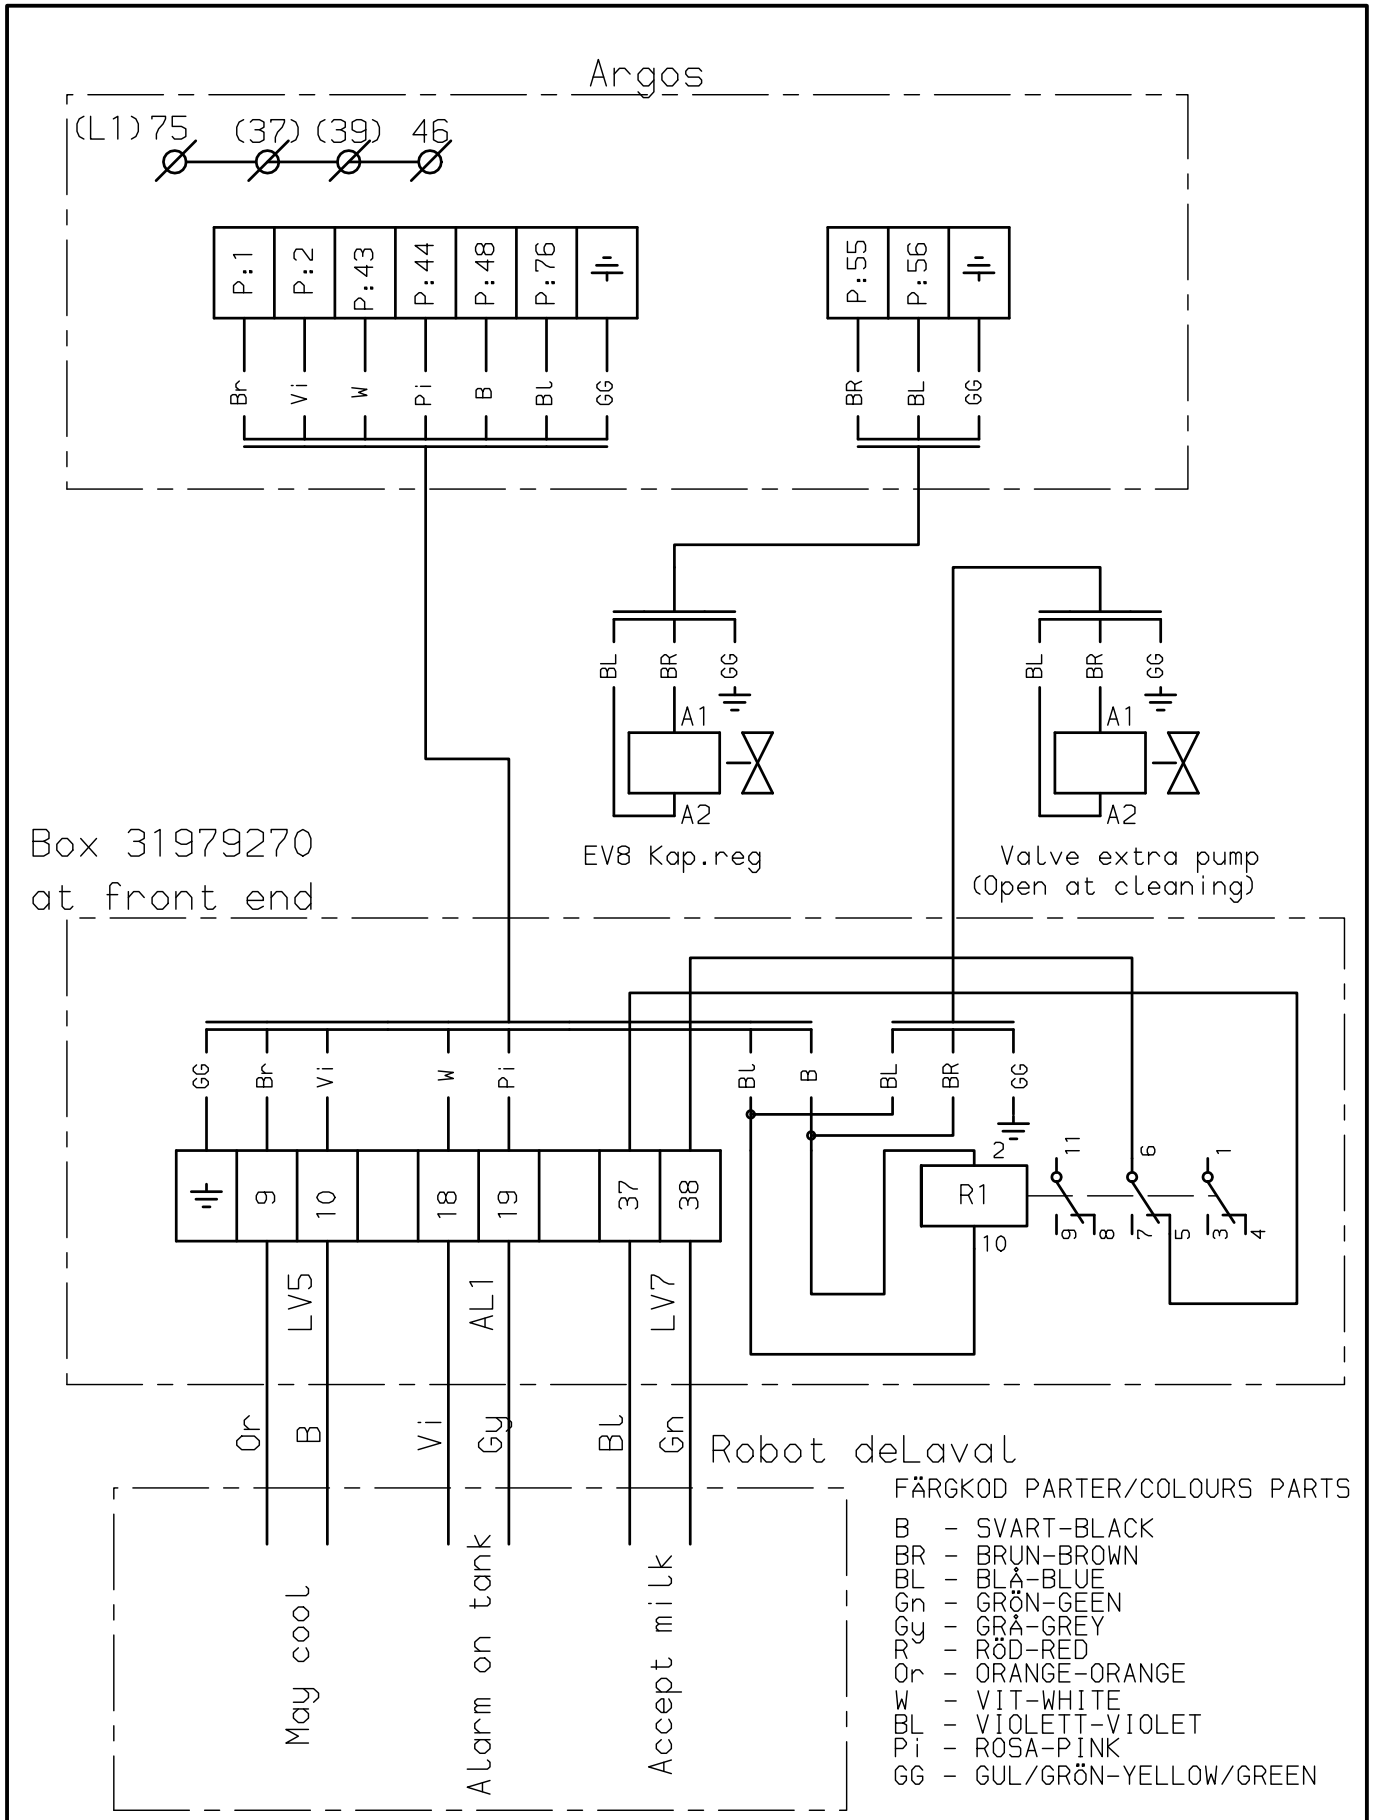 Argos
(L1) 75 (37) (39) 46
P:1 P:2 P:43 P:44 P:48 P:76
P:55 P:56
Br Vi W Pi B Bl GG
BR BL GG
BL BR GG
BL BR GG
A1
A1
A2
A2
EV8 Kap.reg
Valve extra pump
(Open at cleaning)
Box 31979270
at front end
GG Br Vi W Pi Bl B BL BR GG
9 10 18 19 37 38
2
R1
10
11 6 1
9 8 7 5 3 4
LV5 AL1 LV7
Or B Vi Gy Bl Gn
Robot deLaval
May cool
Alarm on tank
Accept milk
FÄRGKOD PARTER/COLOURS PARTS
B - SVART-BLACK
BR - BRUN-BROWN
BL - BLÅ-BLUE
Gn - GRÖN-GEEN
Gy - GRÅ-GREY
R - RÖD-RED
Or - ORANGE-ORANGE
W - VIT-WHITE
BL - VIOLETT-VIOLET
Pi - ROSA-PINK
GG - GUL/GRÖN-YELLOW/GREEN